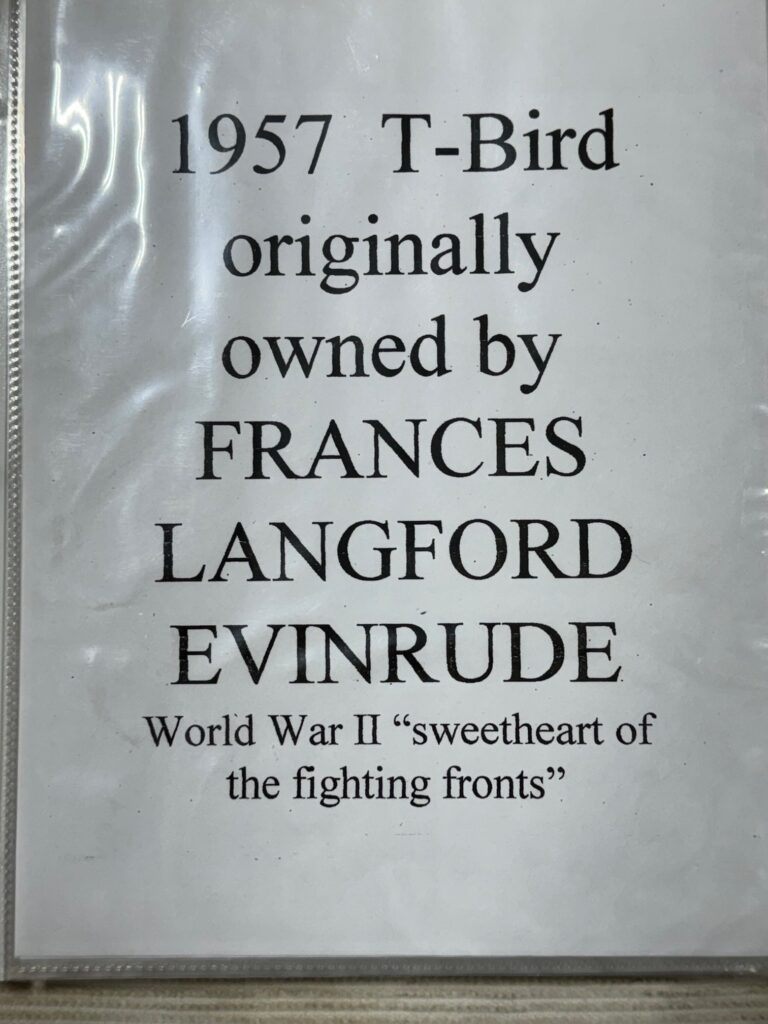 1957 T-Bird
originally
owned by
FRANCES
LANGFORD
EVINRUDE
World War II “sweetheart of
the fighting fronts”